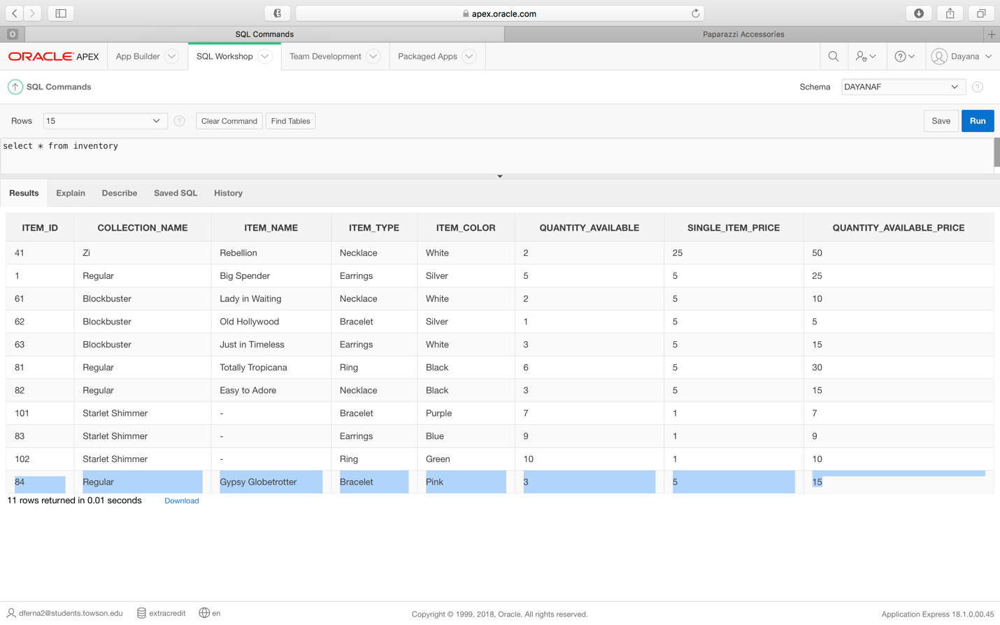 apex.oracle.com
O SQL Commands Paparazzi Accessories
ORACLE APEX App Builder SQL Workshop Team Development Packaged Apps ? Dayana
SQL Commands Schema DAYANAF ?
Rows 15 ? Clear Command Find Tables Save Run
select * from inventory
Results Explain Describe Saved SQL History
ITEM_ID COLLECTION_NAME ITEM_NAME ITEM_TYPE ITEM_COLOR QUANTITY_AVAILABLE SINGLE_ITEM_PRICE QUANTITY_AVAILABLE_PRICE
41 Zi Rebellion Necklace White 2 25 50
1 Regular Big Spender Earrings Silver 5 5 25
61 Blockbuster Lady in Waiting Necklace White 2 5 10
62 Blockbuster Old Hollywood Bracelet Silver 1 5 5
63 Blockbuster Just in Timeless Earrings White 3 5 15
81 Regular Totally Tropicana Ring Black 6 5 30
82 Regular Easy to Adore Necklace Black 3 5 15
101 Starlet Shimmer - Bracelet Purple 7 1 7
83 Starlet Shimmer - Earrings Blue 9 1 9
102 Starlet Shimmer - Ring Green 10 1 10
84 Regular Gypsy Globetrotter Bracelet Pink 3 5 15
11 rows returned in 0.01 seconds Download
dferna2@students.towson.edu extracredit en Copyright © 1999, 2018, Oracle. All rights reserved. Application Express 18.1.0.00.45